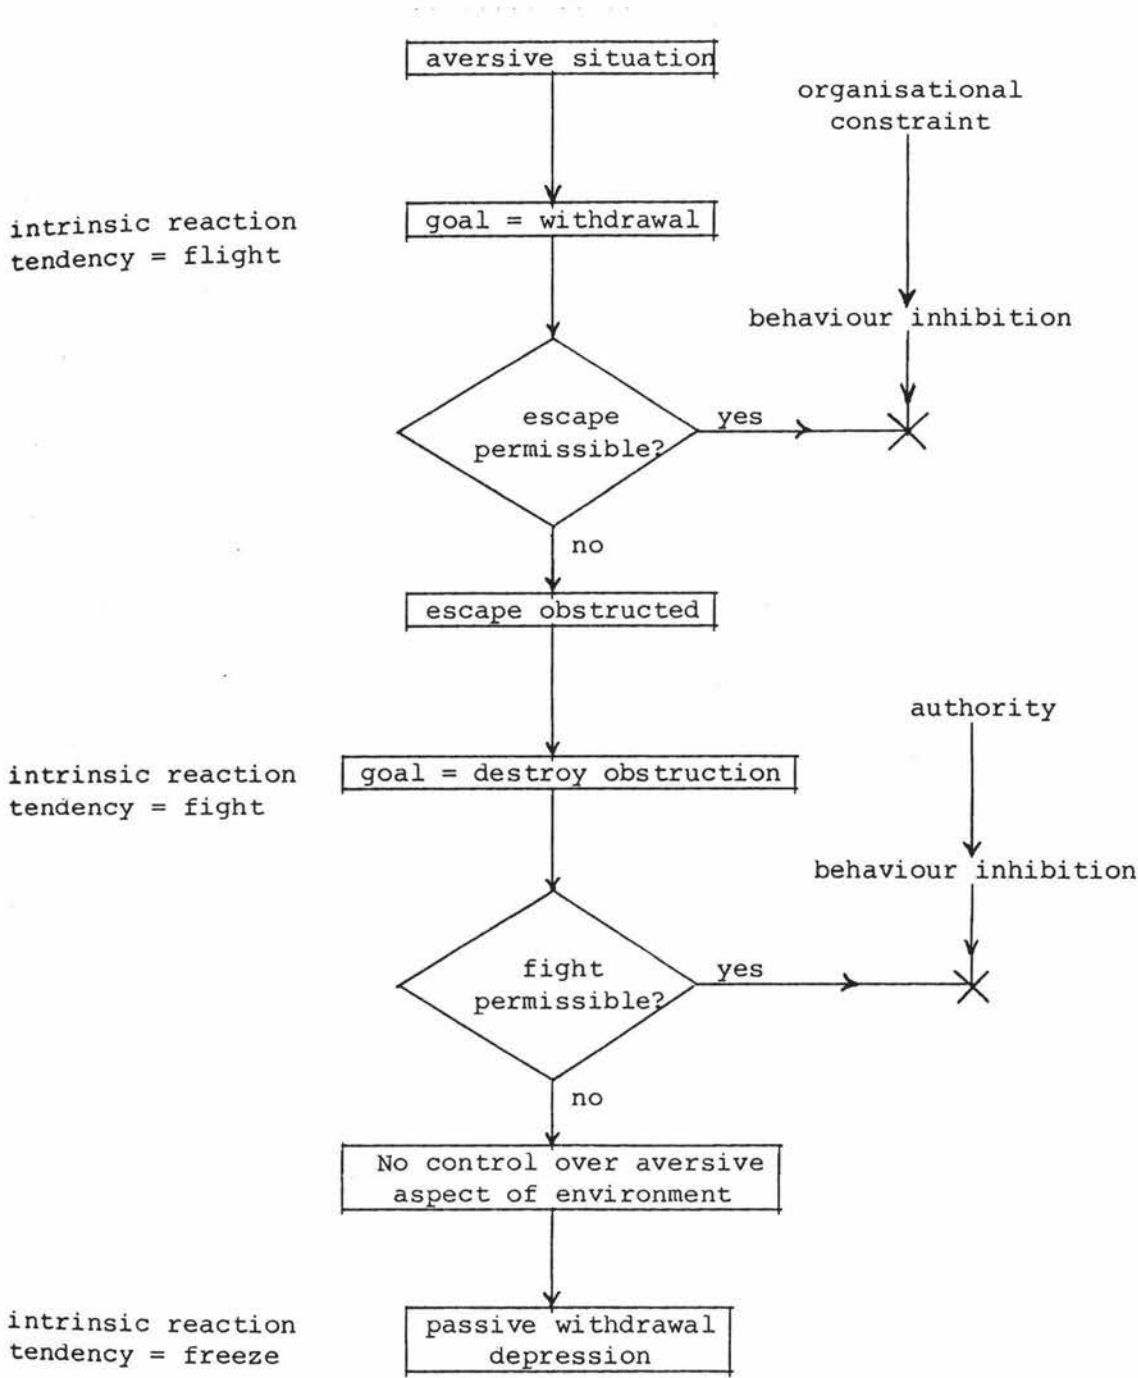 aversive situation
organisational
constraint
intrinsic reaction
tendency = flight
goal = withdrawal
behaviour inhibition
escape
permissible?
yes
no
escape obstructed
authority
intrinsic reaction
tendency = fight
goal = destroy obstruction
behaviour inhibition
fight
permissible?
yes
no
No control over aversive
aspect of environment
intrinsic reaction
tendency = freeze
passive withdrawal
depression